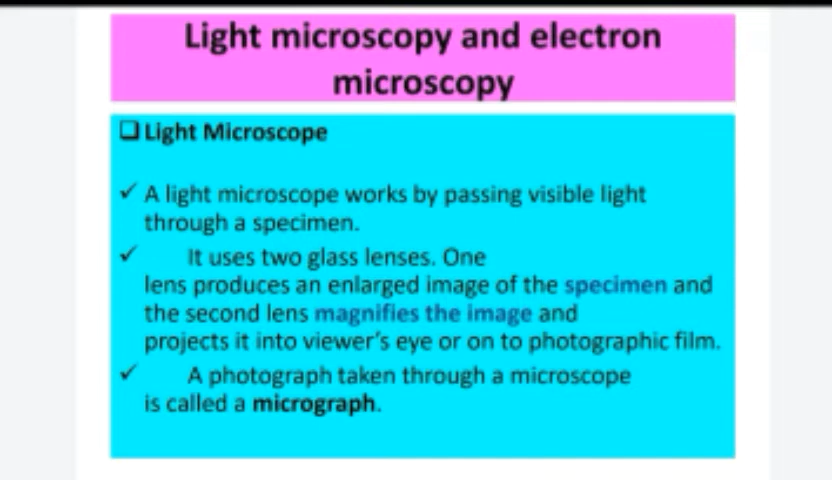 Light microscopy and electron
microscopy
❑ Light Microscope
✓ A light microscope works by passing visible light
through a specimen.
✓ It uses two glass lenses. One
lens produces an enlarged image of the specimen and
the second lens magnifies the image and
projects it into viewer's eye or on to photographic film.
✓ A photograph taken through a microscope
is called a micrograph.